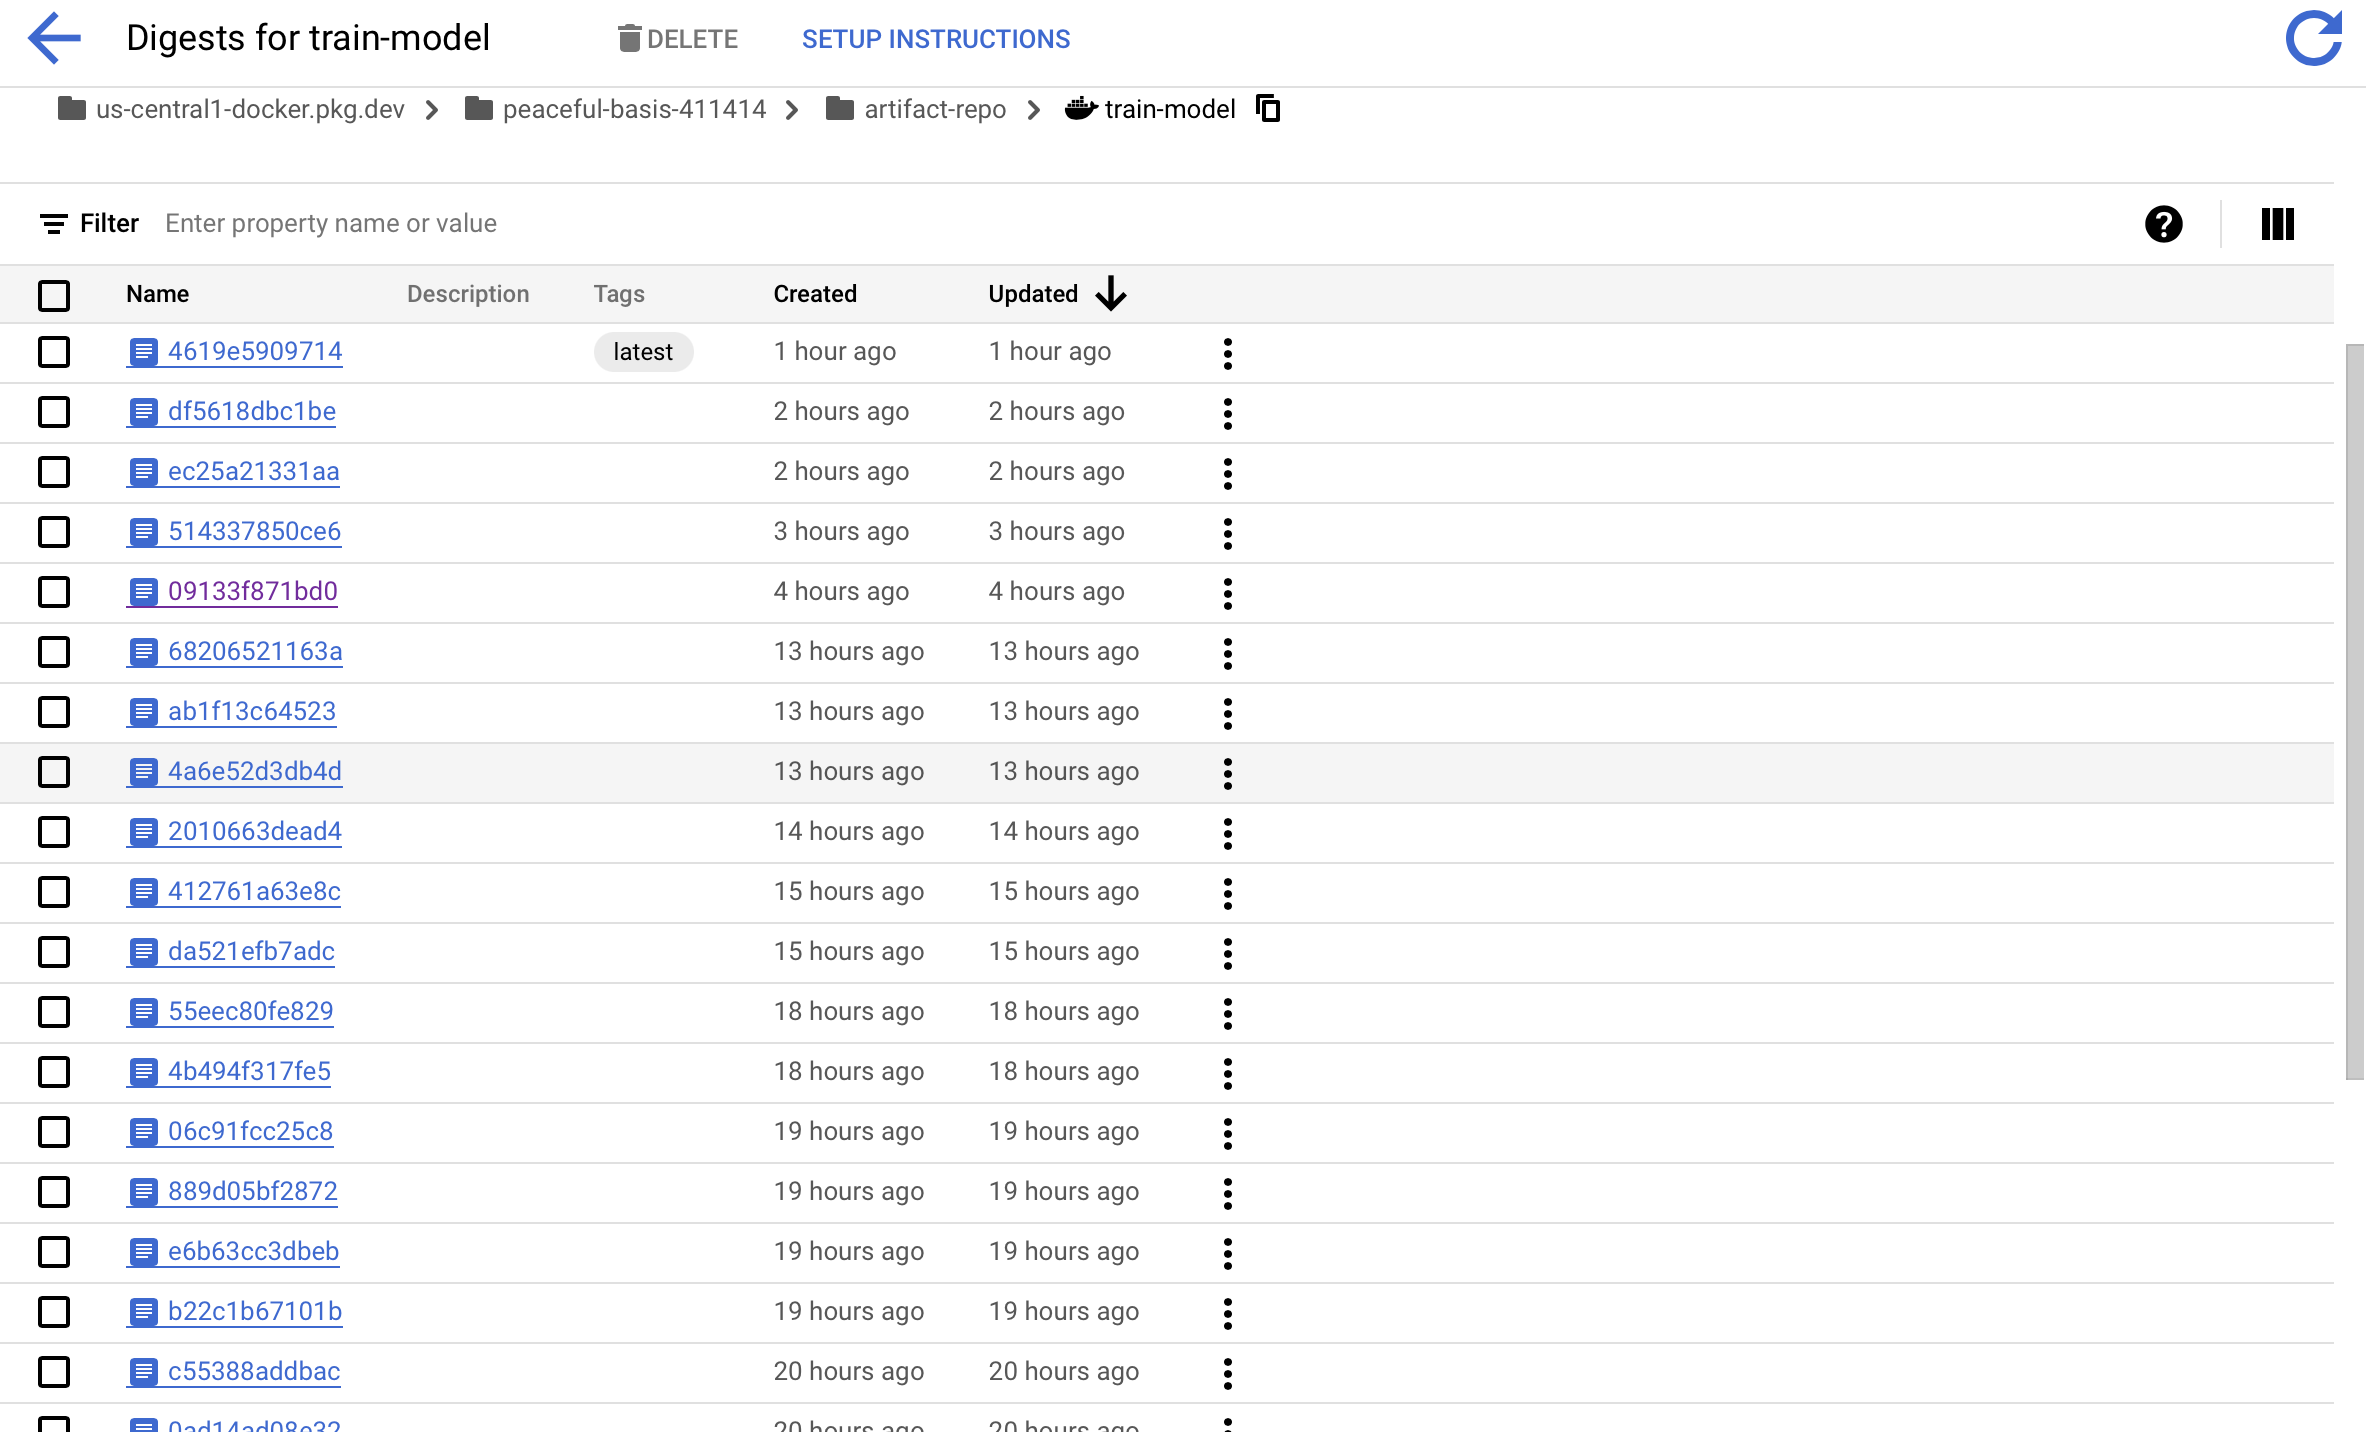 Digests for train-model DELETE SETUP INSTRUCTIONS
us-central1-docker.pkg.dev peaceful-basis-411414 artifact-repo train-model
Filter Enter property name or value
Name Description Tags Created Updated
4619e5909714 latest 1 hour ago 1 hour ago
df5618dbc1be 2 hours ago 2 hours ago
ec25a21331aa 2 hours ago 2 hours ago
514337850ce6 3 hours ago 3 hours ago
09133f871bd0 4 hours ago 4 hours ago
68206521163a 13 hours ago 13 hours ago
ab1f13c64523 13 hours ago 13 hours ago
4a6e52d3db4d 13 hours ago 13 hours ago
2010663dead4 14 hours ago 14 hours ago
412761a63e8c 15 hours ago 15 hours ago
da521efb7adc 15 hours ago 15 hours ago
55eec80fe829 18 hours ago 18 hours ago
4b494f317fe5 18 hours ago 18 hours ago
06c91fcc25c8 19 hours ago 19 hours ago
889d05bf2872 19 hours ago 19 hours ago
e6b63cc3dbeb 19 hours ago 19 hours ago
b22c1b67101b 19 hours ago 19 hours ago
c55388addbac 20 hours ago 20 hours ago
20 hours ago 20 hours ago